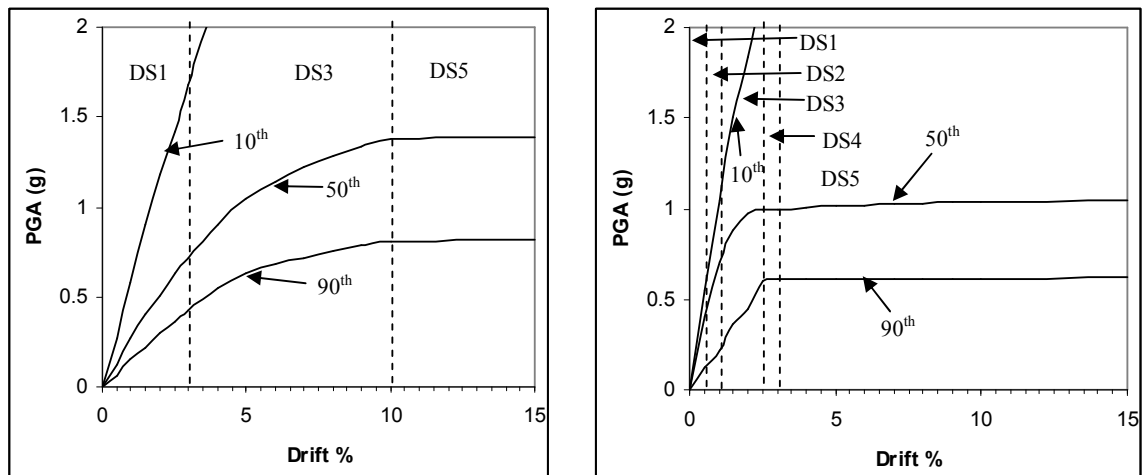 2
1.5
1
0.5
0
PGA (g)
DS1
DS3
DS5
10th
50th
90th
0
5
10
15
Drift %
2
1.5
1
0.5
0
PGA (g)
DS1
DS2
DS3
DS4
DS5
10th
50th
90th
0
5
10
15
Drift %